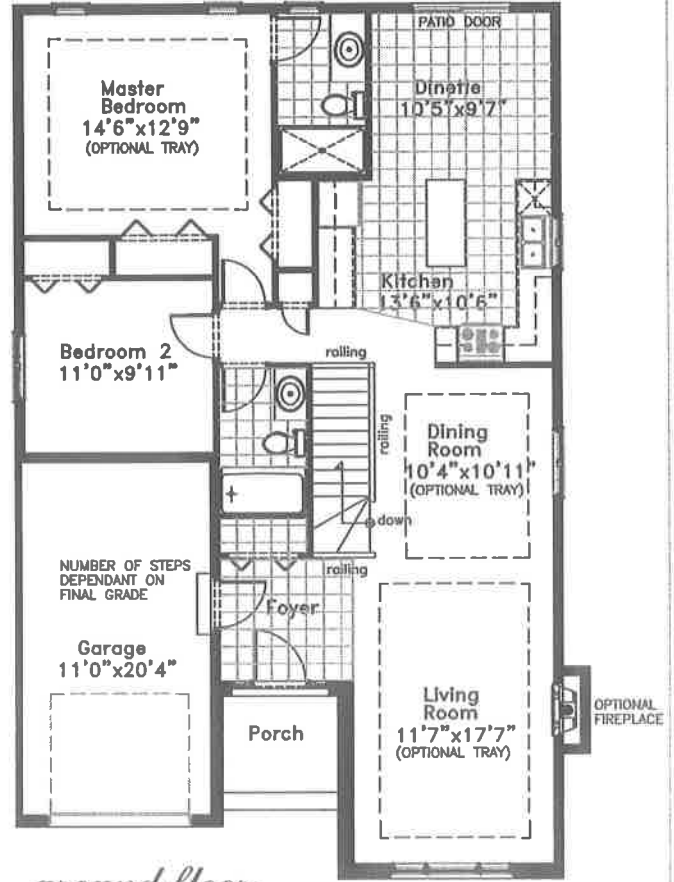 PATIO DOOR
Master
Bedroom
14'6"x12'9"
(OPTIONAL TRAY)
Dinette
10'5"x9'7"
Kitchen
13'6"x10'6"
Bedroom 2
11'0"x9'11"
railing
railing
Dining
Room
10'4"x10'11"
(OPTIONAL TRAY)
down
railing
NUMBER OF STEPS
DEPENDANT ON
FINAL GRADE
Foyer
Garage
11'0"x20'4"
Living
Room
11'7"x17'7"
(OPTIONAL TRAY)
OPTIONAL
FIREPLACE
Porch
ground floor